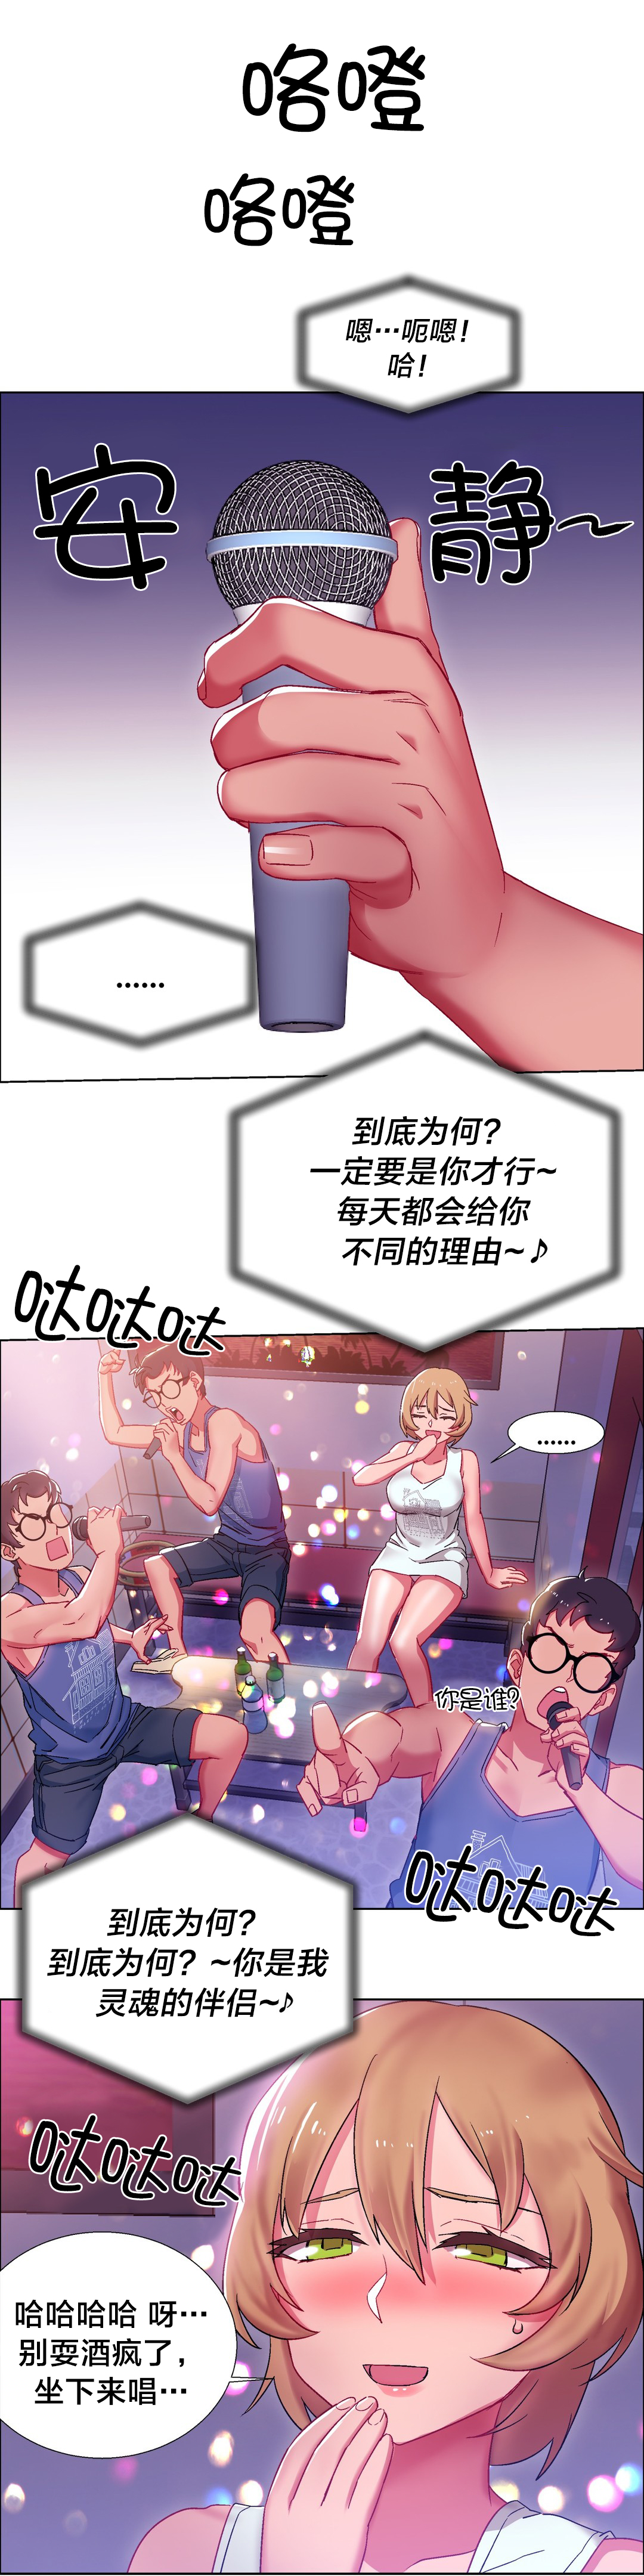 咯噔
咯噔
嗯…呃嗯！
哈！
安静～
……
到底为何？
一定要是你才行~
每天都会给你
不同的理由~♪
哒哒哒
……
你是谁?
哒哒哒
到底为何？
到底为何？~你是我
灵魂的伴侣~♪
哒哒哒
哈哈哈哈 呀…
别耍酒疯了，
坐下来唱…